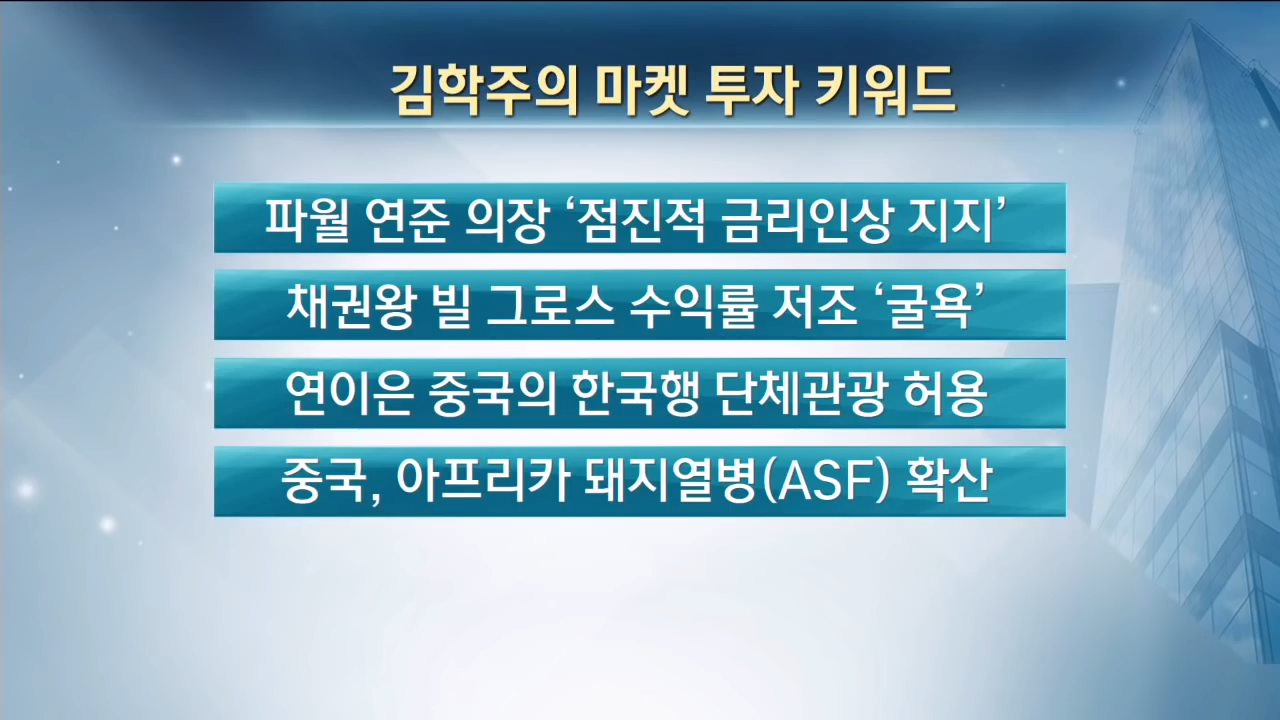 김학주의 마켓 투자 키워드
파월 연준 의장 ‘점진적 금리인상 지지’
채권왕 빌 그로스 수익률 저조 ‘굴욕’
연이은 중국의 한국행 단체관광 허용
중국, 아프리카 돼지열병(ASF) 확산